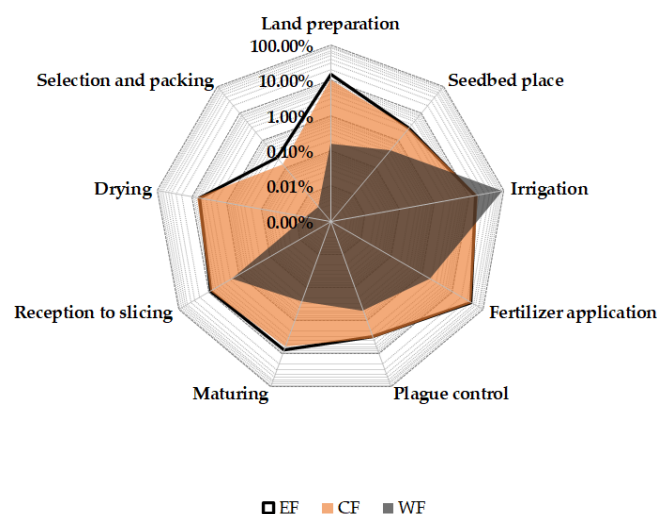 Land preparation
100.00%
Selection and packing
10.00%
Seedbed place
1.00%
0.10%
Drying
0.01%
Irrigation
0.00%
Reception to slicing
Fertilizer application
Maturing
Plague control
EF CF WF